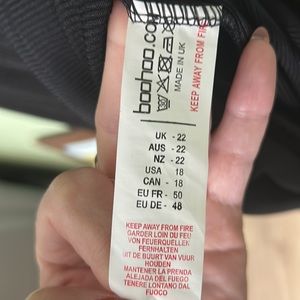 boohoo.com
MADE IN UK
KEEP AWAY FROM FIRE
UK - 22
AUS - 22
NZ - 22
USA - 18
CAN - 18
EU FR - 50
EU DE - 48
KEEP AWAY FROM FIRE
GARDER LOIN DU FEU
VON FEUERQUELLEN
FERNHALTEN
UIT DE BUURT VAN VUUR
HOUDEN
MANTENER LA PRENDA
ALEJADA DEL FUEGO
TENERE LONTANO DAL
FUOCO